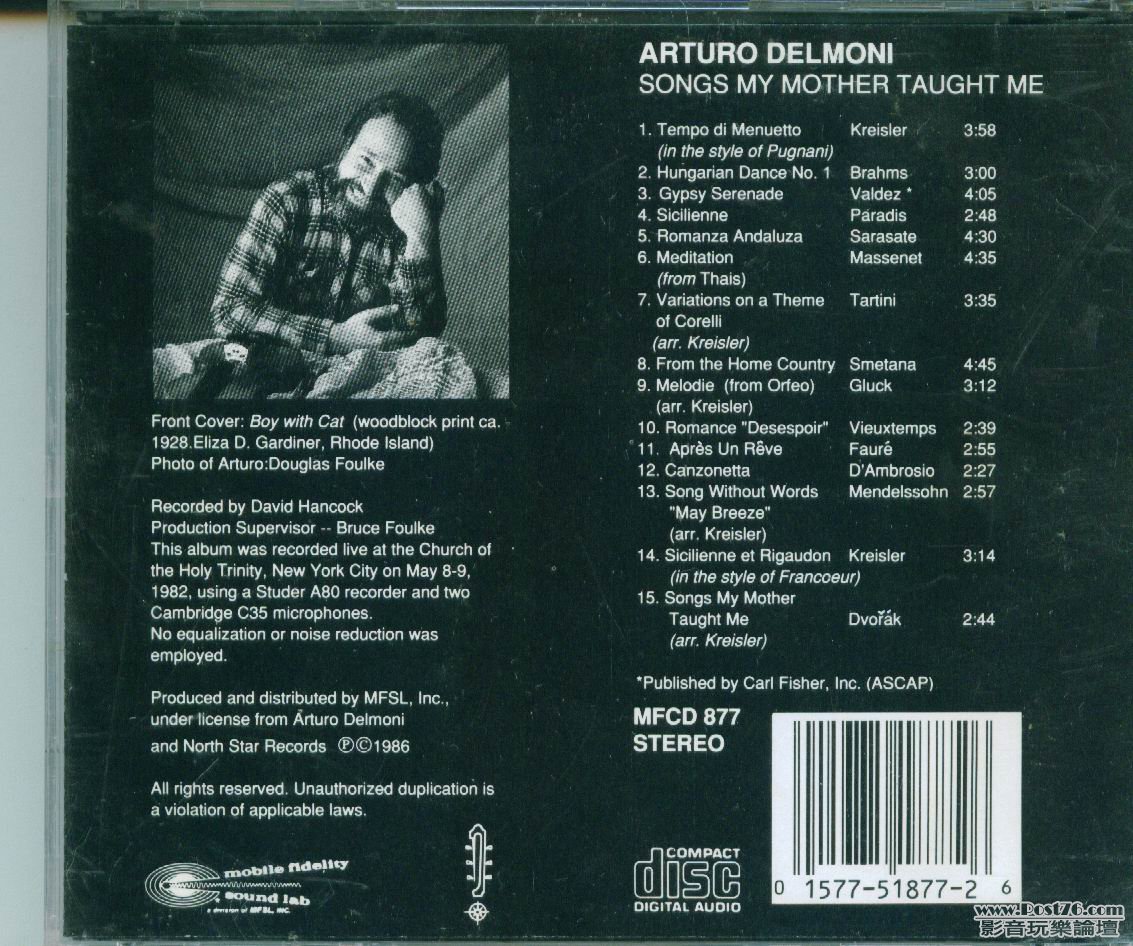 ARTURO DELMONI
SONGS MY MOTHER TAUGHT ME
1. Tempo di Menuetto Kreisler 3:58
(in the style of Pugnani)
2. Hungarian Dance No. 1 Brahms 3:00
3. Gypsy Serenade Valdez * 4:05
4. Sicilienne Paradis 2:48
5. Romanza Andaluza Sarasate 4:30
6. Meditation Massenet 4:35
(from Thais)
7. Variations on a Theme Tartini 3:35
of Corelli
(arr. Kreisler)
8. From the Home Country Smetana 4:45
9. Melodie (from Orfeo) Gluck 3:12
(arr. Kreisler)
10. Romance "Desespoir" Vieuxtemps 2:39
11. Après Un Rêve Fauré 2:55
12. Canzonetta D'Ambrosio 2:27
13. Song Without Words Mendelssohn 2:57
"May Breeze"
(arr. Kreisler)
14. Sicilienne et Rigaudon Kreisler 3:14
(in the style of Francoeur)
15. Songs My Mother
Taught Me Dvořák 2:44
(arr. Kreisler)
*Published by Carl Fisher, Inc. (ASCAP)
MFCD 877
STEREO
Front Cover: Boy with Cat (woodblock print ca.
1928.Eliza D. Gardiner, Rhode Island)
Photo of Arturo:Douglas Foulke
Recorded by David Hancock
Production Supervisor -- Bruce Foulke
This album was recorded live at the Church of
the Holy Trinity, New York City on May 8-9,
1982, using a Studer A80 recorder and two
Cambridge C35 microphones.
No equalization or noise reduction was
employed.
Produced and distributed by MFSL, Inc.,
under license from Arturo Delmoni
and North Star Records ℗©1986
All rights reserved. Unauthorized duplication is
a violation of applicable laws.
mobile fidelity
sound lab
a division of MFSL, INC.
COMPACT
disc
DIGITAL AUDIO
0 1577-51877-2 6
www.Post76.com
影音玩樂論壇